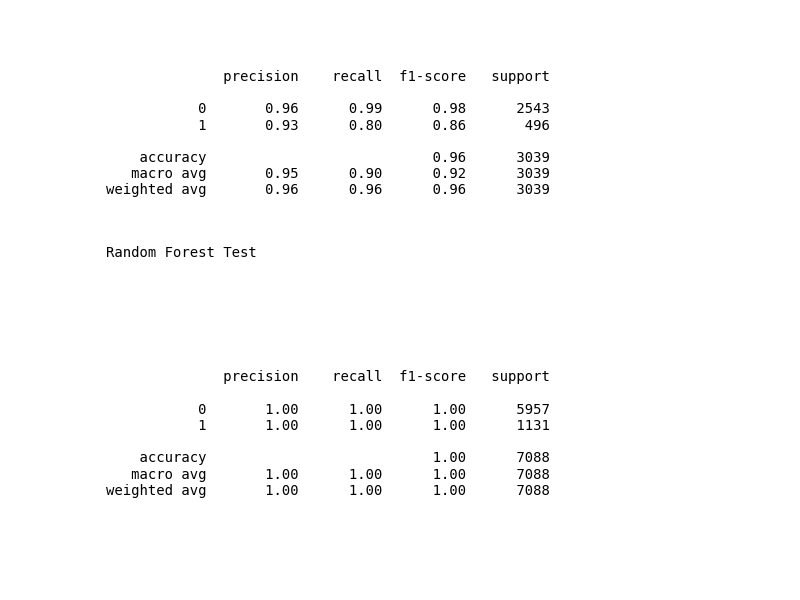 precision recall f1-score support
0 0.96 0.99 0.98 2543
1 0.93 0.80 0.86 496
accuracy 0.96 3039
macro avg 0.95 0.90 0.92 3039
weighted avg 0.96 0.96 0.96 3039
Random Forest Test
precision recall f1-score support
0 1.00 1.00 1.00 5957
1 1.00 1.00 1.00 1131
accuracy 1.00 7088
macro avg 1.00 1.00 1.00 7088
weighted avg 1.00 1.00 1.00 7088